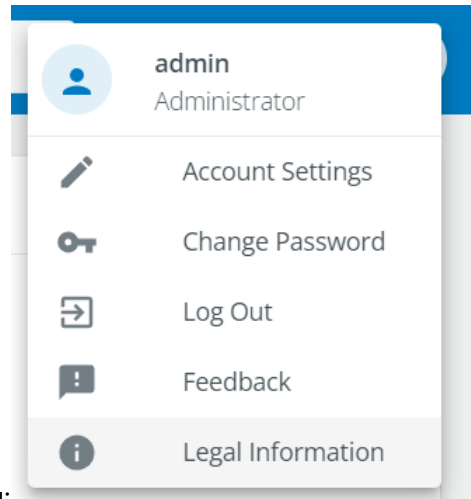 admin
Administrator
Account Settings
Change Password
Log Out
Feedback
Legal Information